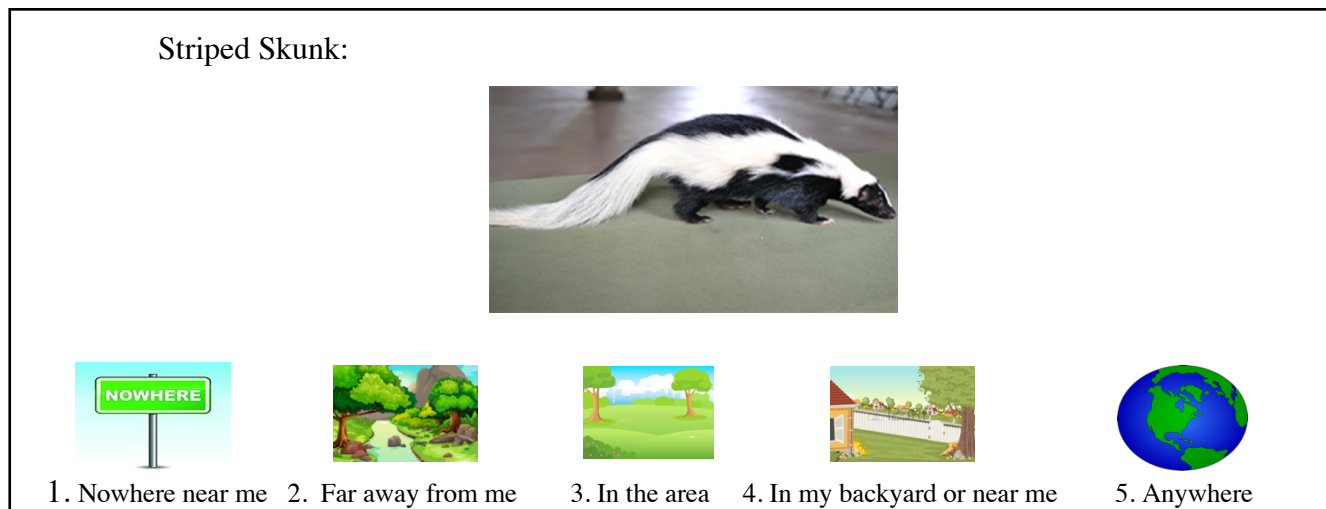 Striped Skunk:
NOWHERE
1. Nowhere near me 2. Far away from me 3. In the area 4. In my backyard or near me 5. Anywhere